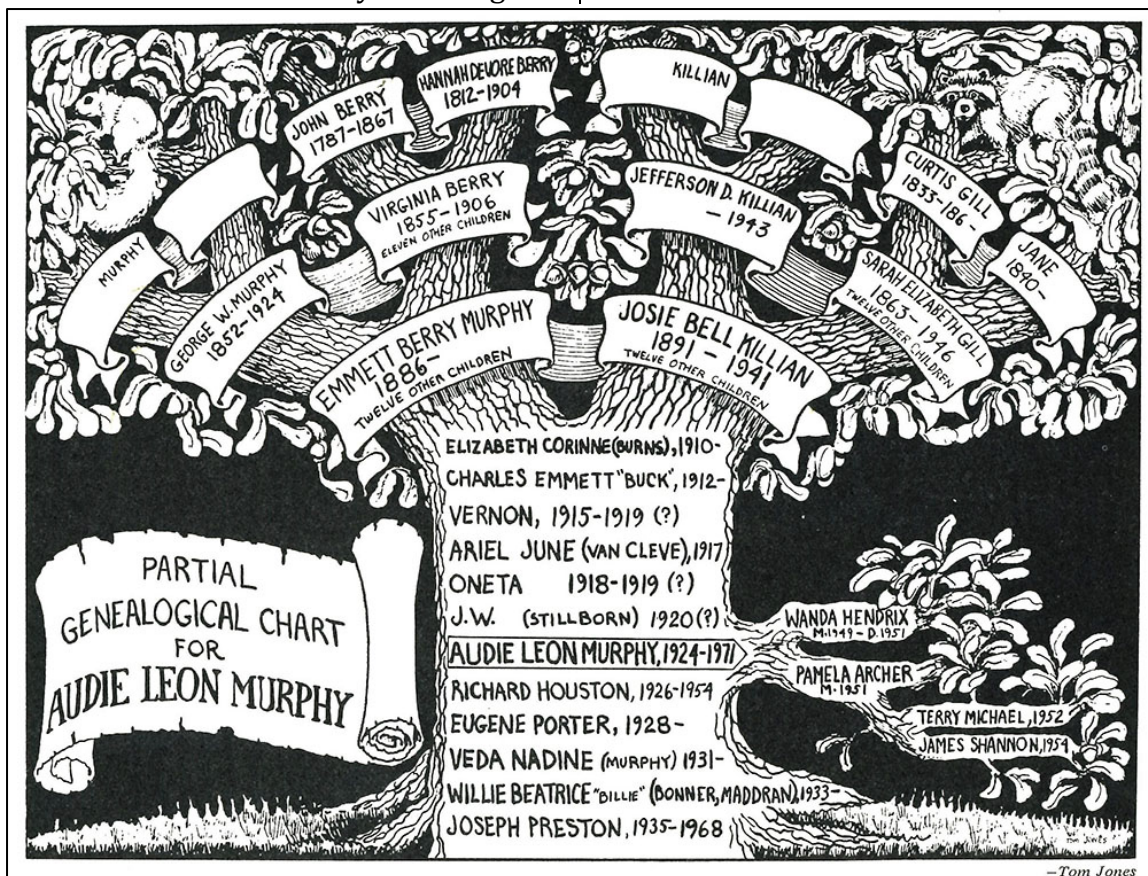 HANNAH DEVORE BERRY
1812-1904
KILLIAN
JOHN BERRY
1787-1867
CURTIS GILL
1833-186-
VIRGINIA BERRY
1855-1906
ELEVEN OTHER CHILDREN
JEFFERSON D. KILLIAN
-1943
MURPHY
JANE
1840-
GEORGE W. MURPHY
1852-1924
SARAH ELIZABETH GILL
1863-1946
TWELVE OTHER CHILDREN
EMMETT BERRY MURPHY
1886-
TWELVE OTHER CHILDREN
JOSIE BELL KILLIAN
1891 - 1941
TWELVE OTHER CHILDREN
ELIZABETH CORINNE (BURNS), 1910-
CHARLES EMMETT "BUCK", 1912-
VERNON, 1915-1919 (?)
ARIEL JUNE (VAN CLEVE), 1917
ONETA 1918-1919 (?)
J.W. (STILLBORN) 1920 (?)
AUDIE LEON MURPHY, 1924-1971
RICHARD HOUSTON, 1926-1954
EUGENE PORTER, 1928-
VEDA NADINE (MURPHY) 1931-
WILLIE BEATRICE "BILLIE" (BONNER, MADDRAN), 1933-
JOSEPH PRESTON, 1935-1968
PARTIAL
GENEALOGICAL CHART
FOR
AUDIE LEON MURPHY
WANDA HENDRIX
M.1949 - D.1951
PAMELA ARCHER
M.1951
TERRY MICHAEL, 1952
JAMES SHANNON, 1954
TOM JONES
-Tom Jones